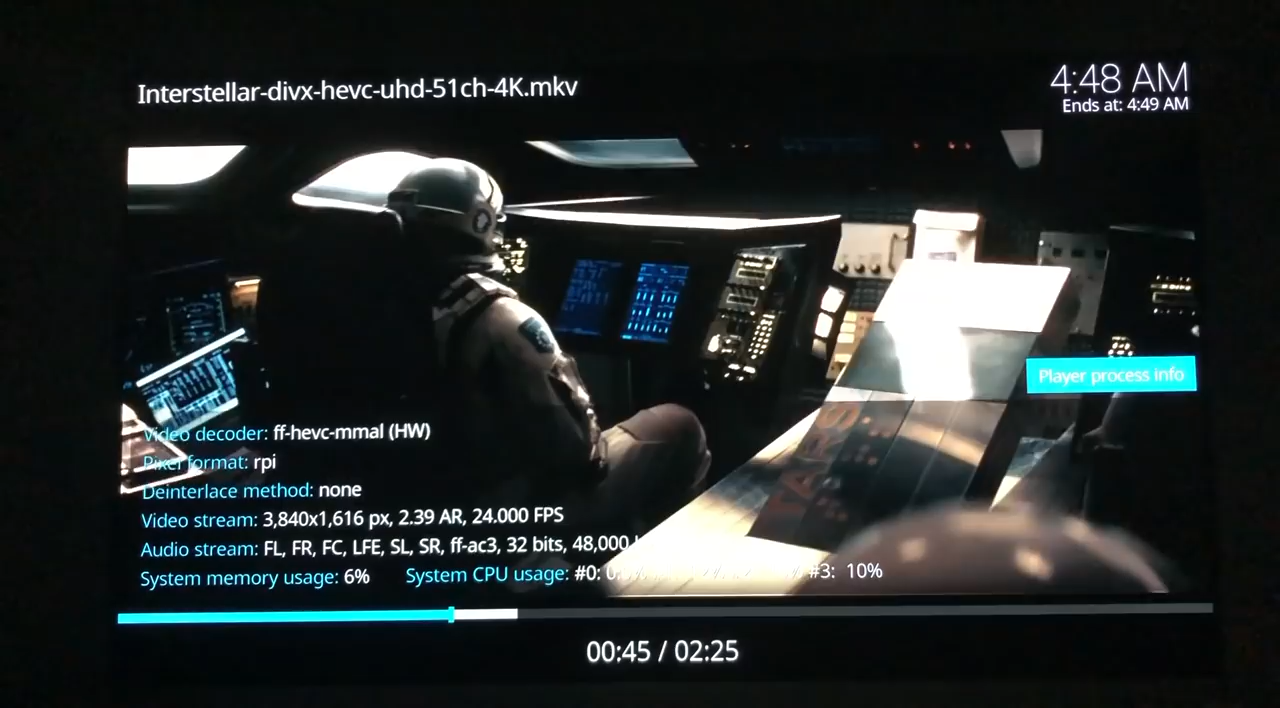 Interstellar-divx-hevc-uhd-51ch-4K.mkv
4:48 AM
Ends at: 4:49 AM
Player process info
Video decoder: ff-hevc-mmal (HW)
Pixel format: rpi
Deinterlace method: none
Video stream: 3,840x1,616 px, 2.39 AR, 24.000 FPS
Audio stream: FL, FR, FC, LFE, SL, SR, ff-ac3, 32 bits, 48,000
System memory usage: 6% System CPU usage: #0: #3: 10%
00:45 / 02:25
TARS